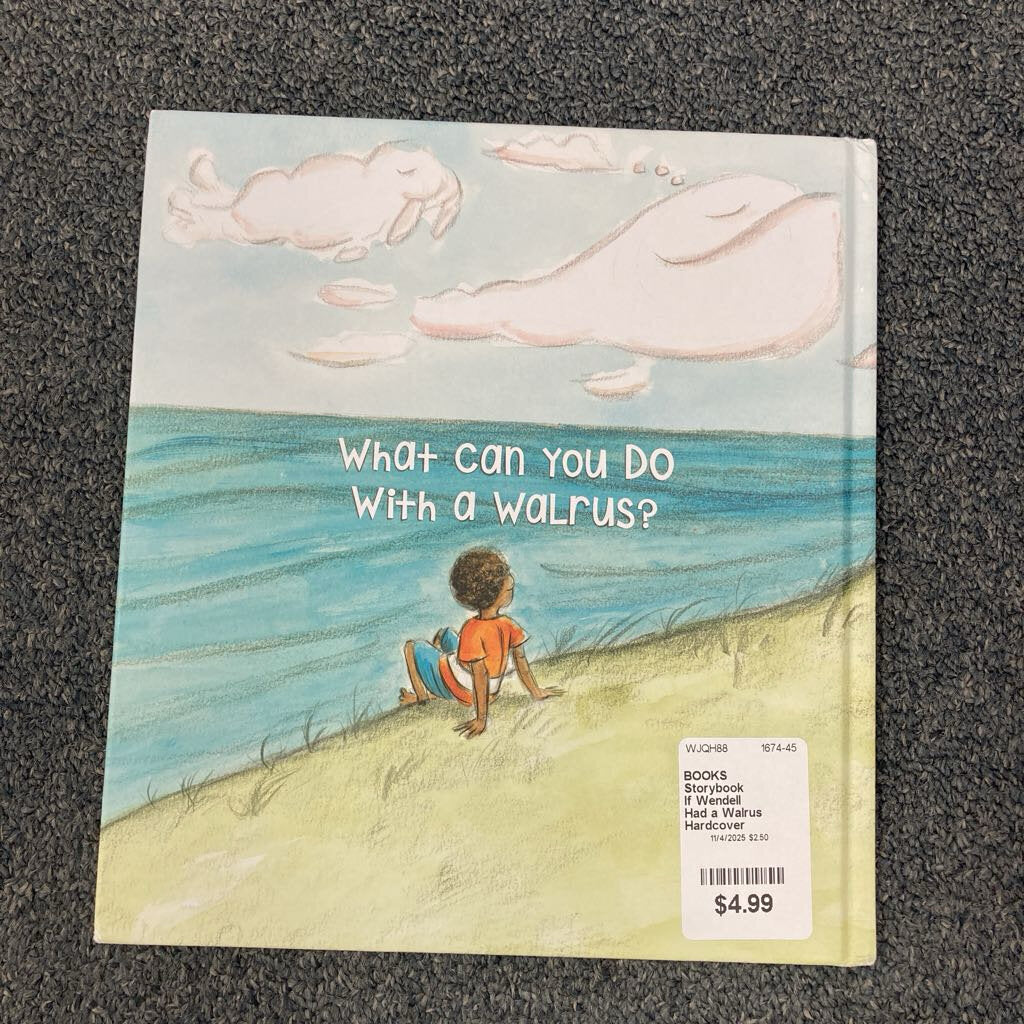 What can you DO
With a walrus?
WJQH88 1674-45
BOOKS
Storybook
If Wendell
Had a Walrus
Hardcover
11/4/2025 $2.50
$4.99